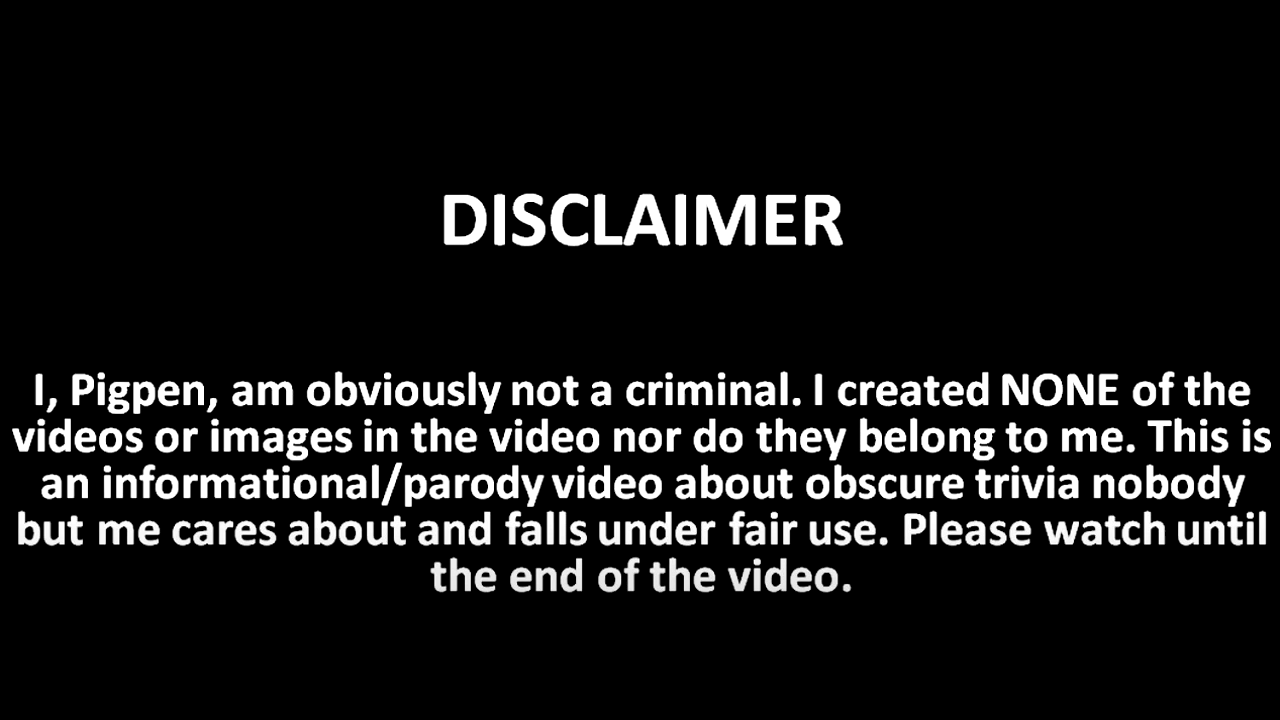 DISCLAIMER
I, Pigpen, am obviously not a criminal. I created NONE of the
videos or images in the video nor do they belong to me. This is
an informational/parody video about obscure trivia nobody
but me cares about and falls under fair use. Please watch until
the end of the video.